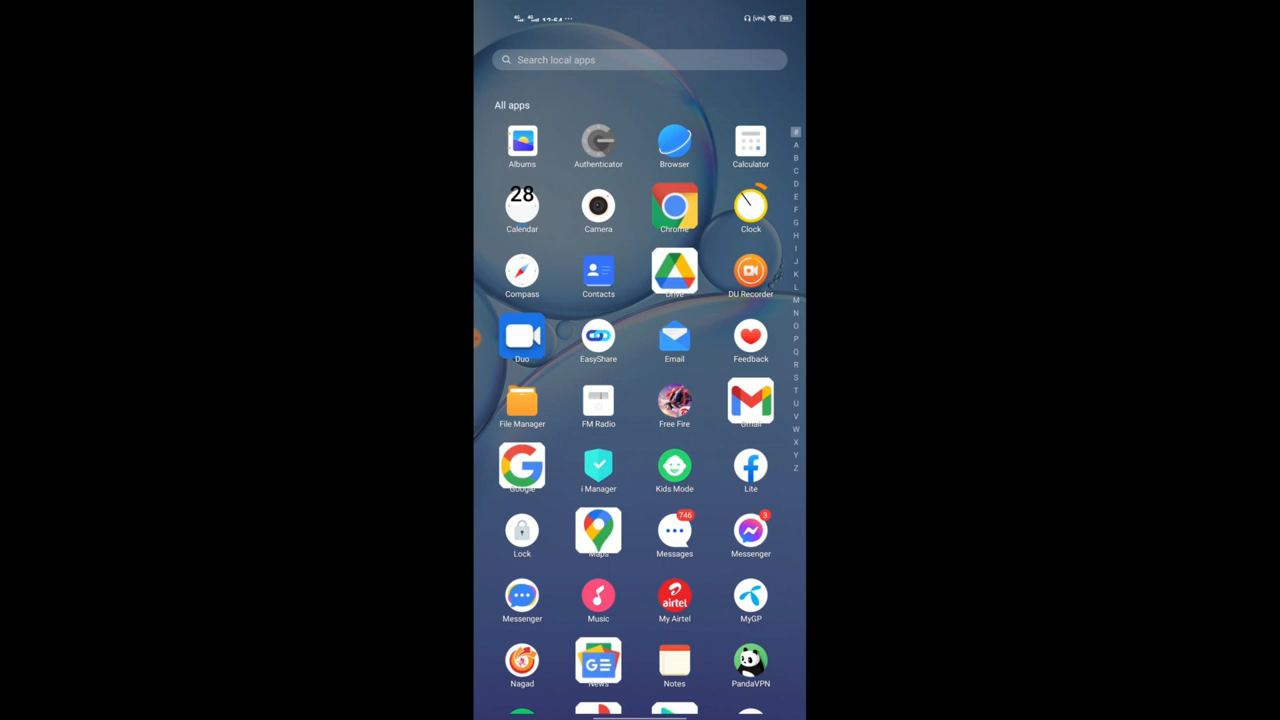 12:54
Search local apps
All apps
#
Albums
Authenticator
Browser
Calculator
A
B
C
D
28
Calendar
Camera
Chrome
Clock
E
F
G
H
I
J
K
L
Compass
Contacts
Drive
DU Recorder
M
N
O
P
Q
Duo
EasyShare
Email
Feedback
R
S
T
U
V
File Manager
FM Radio
Free Fire
Gmail
W
X
Y
Z
Google
i Manager
Kids Mode
Lite
746
3
Lock
Maps
Messages
Messenger
airtel
Messenger
Music
My Airtel
MyGP
GE
Nagad
News
Notes
PandaVPN